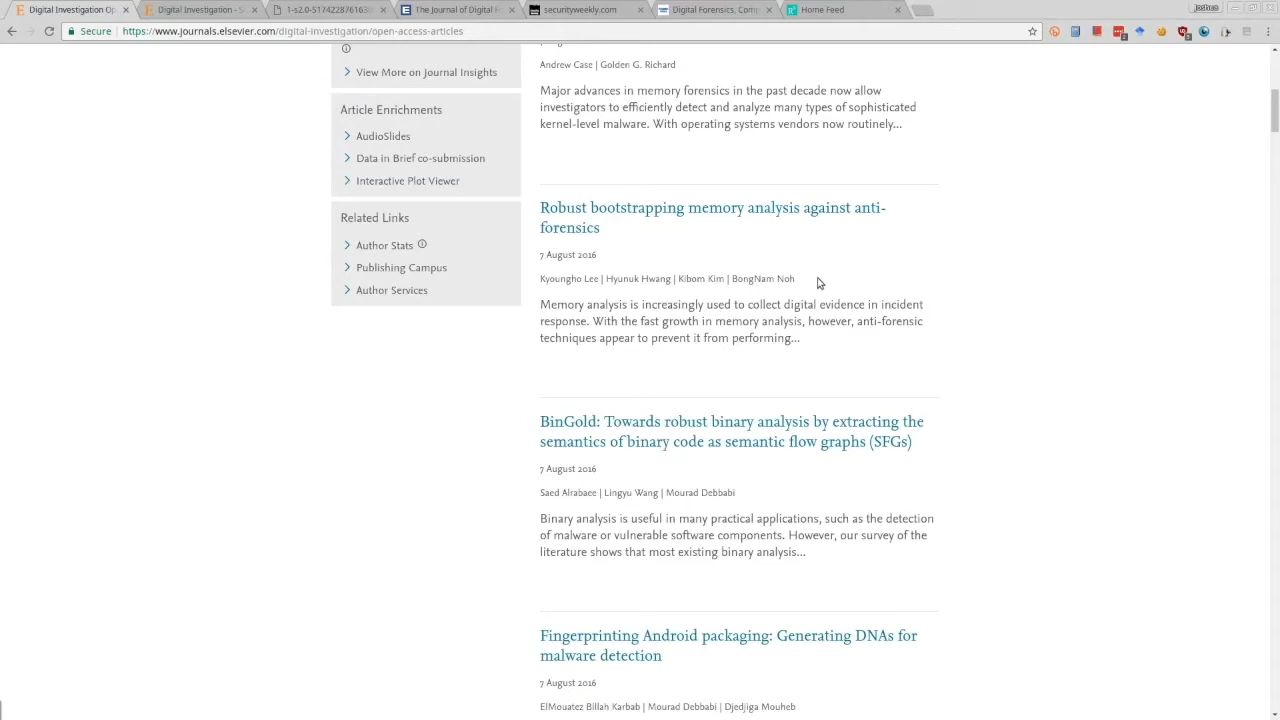 Digital Investigation Op
Digital Investigation - S
1-s2.0-S174228761630
The Journal of Digital Fo
securityweekly.com
Digital Forensics, Comp
Home Feed
Joshua
Secure
https://www.journals.elsevier.com/digital-investigation/open-access-articles
View More on Journal Insights
Article Enrichments
AudioSlides
Data in Brief co-submission
Interactive Plot Viewer
Related Links
Author Stats
Publishing Campus
Author Services
Andrew Case | Golden G. Richard
Major advances in memory forensics in the past decade now allow
investigators to efficiently detect and analyze many types of sophisticated
kernel-level malware. With operating systems vendors now routinely...
Robust bootstrapping memory analysis against anti-
forensics
7 August 2016
Kyoungho Lee | Hyunuk Hwang | Kibom Kim | BongNam Noh
Memory analysis is increasingly used to collect digital evidence in incident
response. With the fast growth in memory analysis, however, anti-forensic
techniques appear to prevent it from performing...
BinGold: Towards robust binary analysis by extracting the
semantics of binary code as semantic flow graphs (SFGs)
7 August 2016
Saed Alrabaee | Lingyu Wang | Mourad Debbabi
Binary analysis is useful in many practical applications, such as the detection
of malware or vulnerable software components. However, our survey of the
literature shows that most existing binary analysis...
Fingerprinting Android packaging: Generating DNAs for
malware detection
7 August 2016
ElMouatez Billah Karbab | Mourad Debbabi | Djedjiga Mouheb